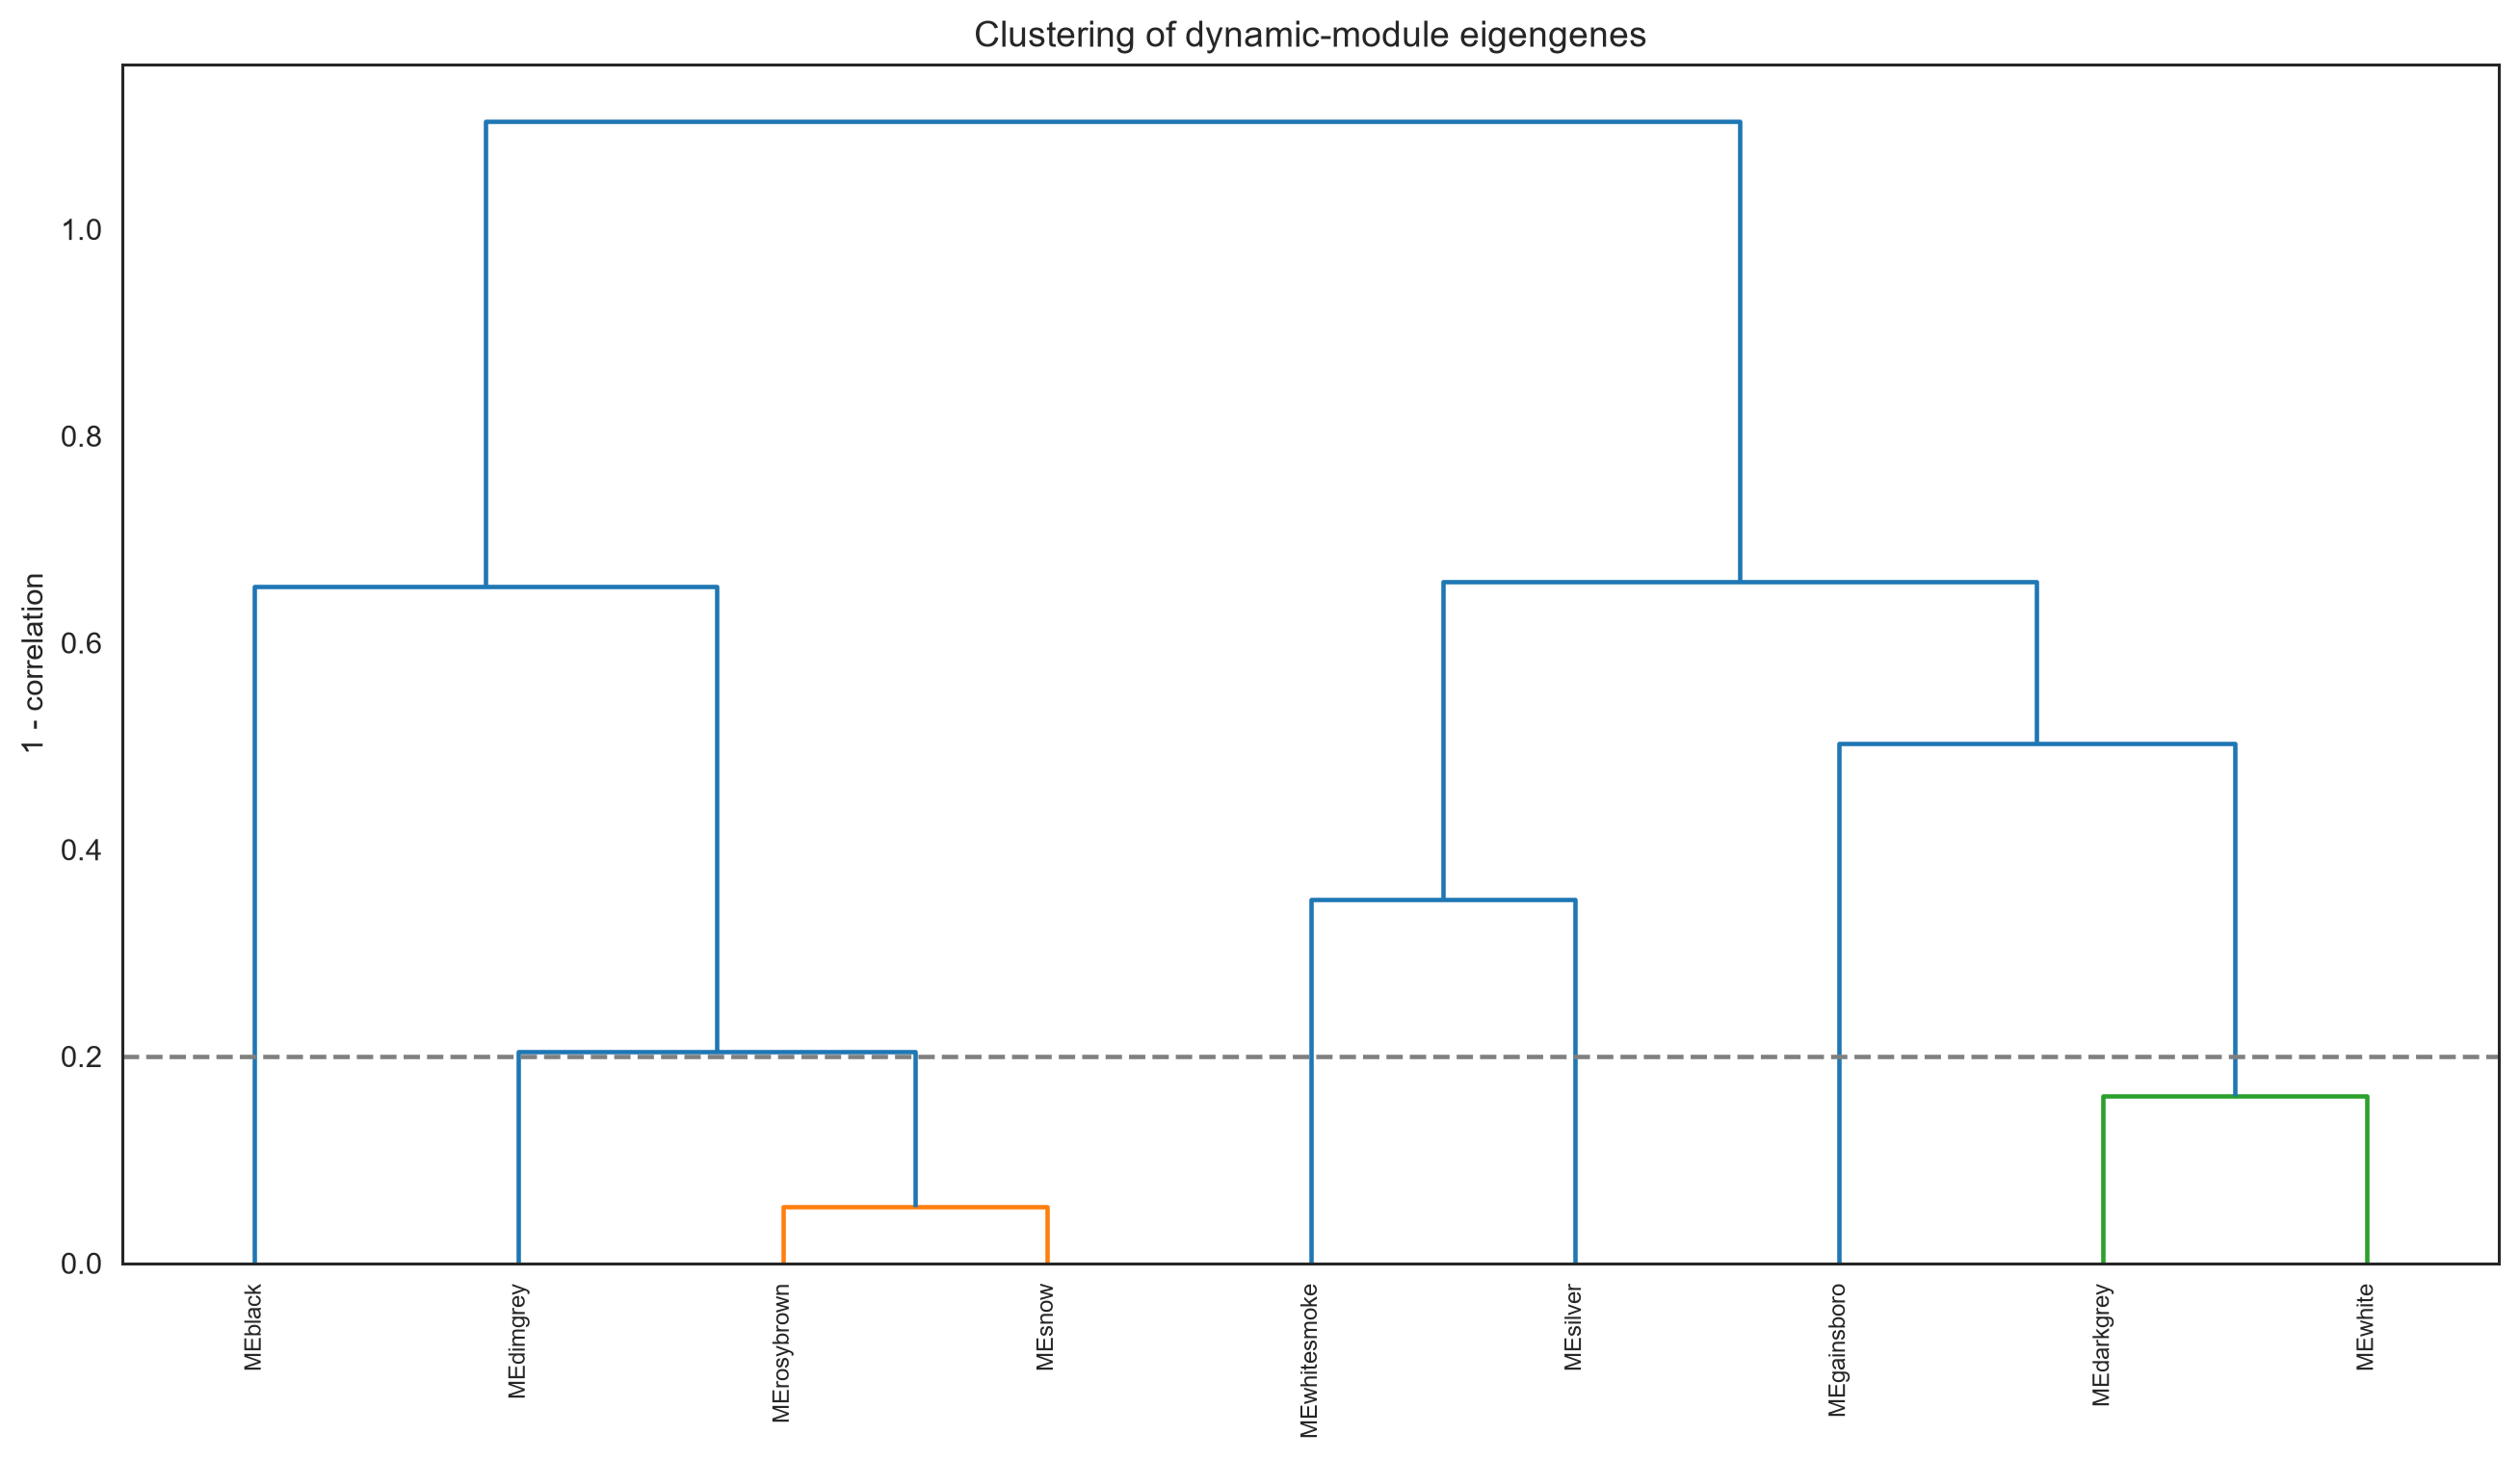 Clustering of dynamic-module eigengenes
1 - correlation
1.0
0.8
0.6
0.4
0.2
0.0
MEblack
MEdimgrey
MErosybrown
MEsnow
MEwhitesmoke
MEsilver
MEgainsboro
MEdarkgrey
MEwhite